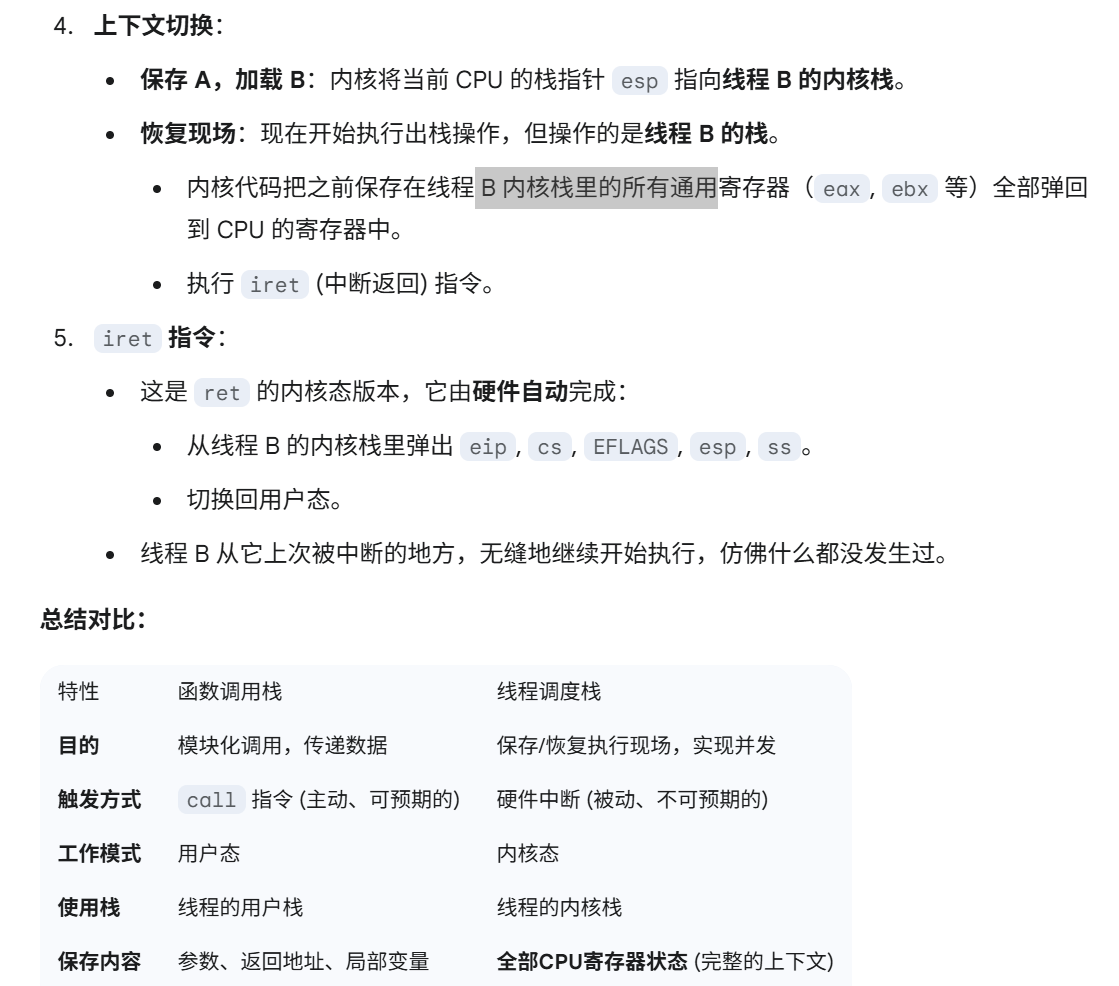 4. 上下文切换：
• 保存 A，加载 B：内核将当前 CPU 的栈指针 esp 指向线程 B 的内核栈。
• 恢复现场：现在开始执行出栈操作，但操作的是线程 B 的栈。
• 内核代码把之前保存在线程 B 内核栈里的所有通用寄存器（eax, ebx 等）全部弹回
到 CPU 的寄存器中。
• 执行 iret (中断返回) 指令。
5. iret 指令：
• 这是 ret 的内核态版本，它由硬件自动完成：
• 从线程 B 的内核栈里弹出 eip, cs, EFLAGS, esp, ss。
• 切换回用户态。
• 线程 B 从它上次被中断的地方，无缝地继续开始执行，仿佛什么都没发生过。
总结对比：
特性 函数调用栈 线程调度栈
目的 模块化调用，传递数据 保存/恢复执行现场，实现并发
触发方式 call 指令 (主动、可预期的) 硬件中断 (被动、不可预期的)
工作模式 用户态 内核态
使用栈 线程的用户栈 线程的内核栈
保存内容 参数、返回地址、局部变量 全部CPU寄存器状态 (完整的上下文)